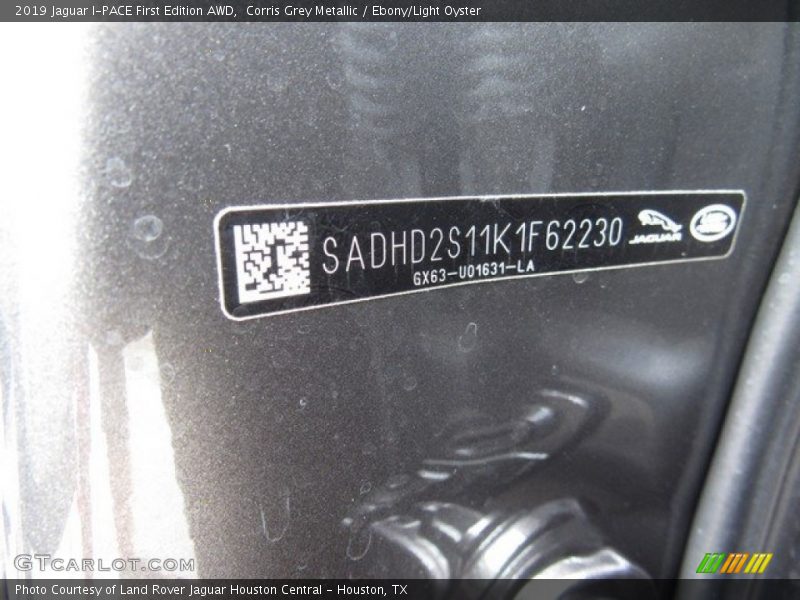 2019 Jaguar I-PACE First Edition AWD,  Corris Grey Metallic / Ebony/Light Oyster
SADHD2S11K1F62230
GX63-U01631-LA
JAGUAR
GTCARLOT.COM
Photo Courtesy of Land Rover Jaguar Houston Central - Houston, TX